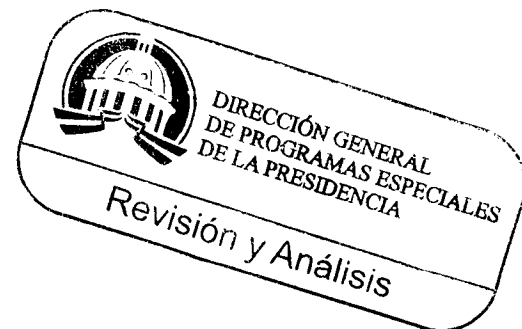 DIRECCIÓN GENERAL
DE PROGRAMAS ESPECIALES
DE LA PRESIDENCIA
Revisión y Análisis